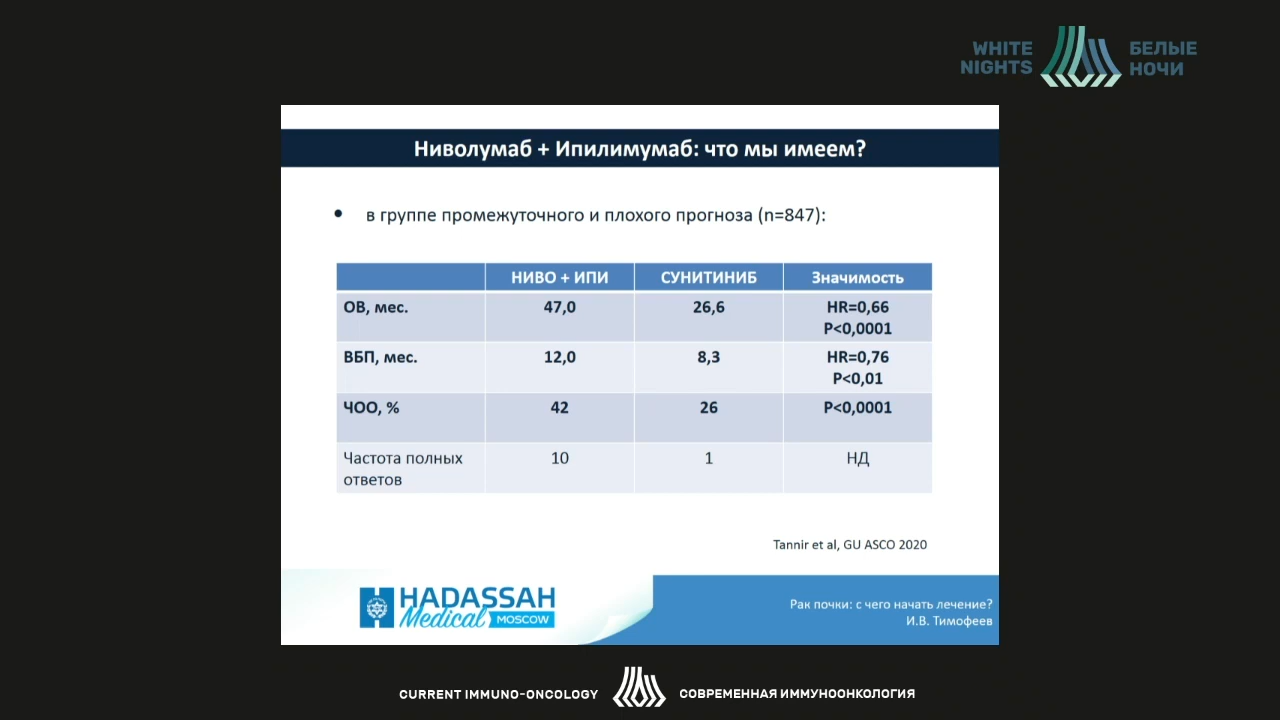 WHITE
NIGHTS
БЕЛЫЕ
НОЧИ
Ниволумаб + Ипилимумаб: что мы имеем?
• в группе промежуточного и плохого прогноза (n=847):
НИВО + ИПИ СУНИТИНИБ Значимость
ОВ, мес. 47,0 26,6 HR=0,66
P<0,0001
ВБП, мес. 12,0 8,3 HR=0,76
P<0,01
ЧОО, % 42 26 P<0,0001
Частота полных 10 1 НД
ответов
Tannir et al, GU ASCO 2020
HADASSAH
Medical MOSCOW
Рак почки: с чего начать лечение?
И.В. Тимофеев
CURRENT IMMUNO-ONCOLOGY СОВРЕМЕННАЯ ИММУНООНКОЛОГИЯ